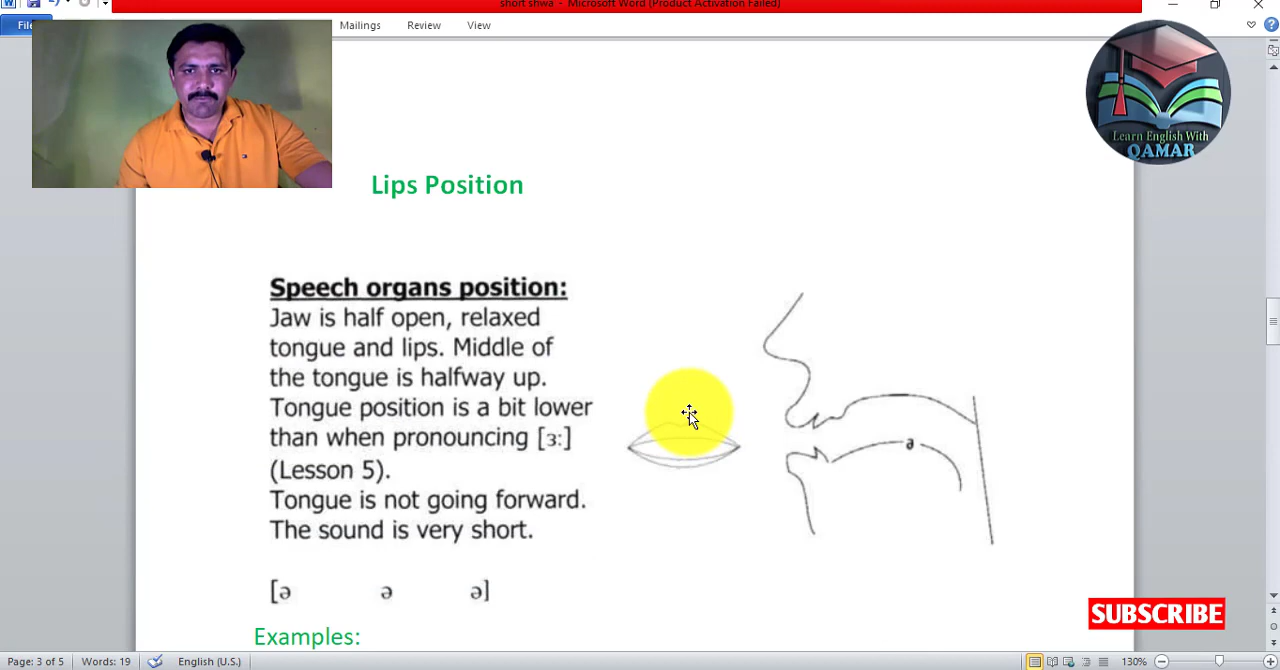 short shwa - Microsoft Word (Product Activation Failed)
Mailings Review View
Learn English With
QAMAR
Lips Position
Speech organs position:
Jaw is half open, relaxed
tongue and lips. Middle of
the tongue is halfway up.
Tongue position is a bit lower
than when pronouncing [ɜ:]
(Lesson 5).
Tongue is not going forward.
The sound is very short.
ə
[ə ə ə]
SUBSCRIBE
Examples:
Page: 3 of 5 Words: 19 English (U.S.) 130%